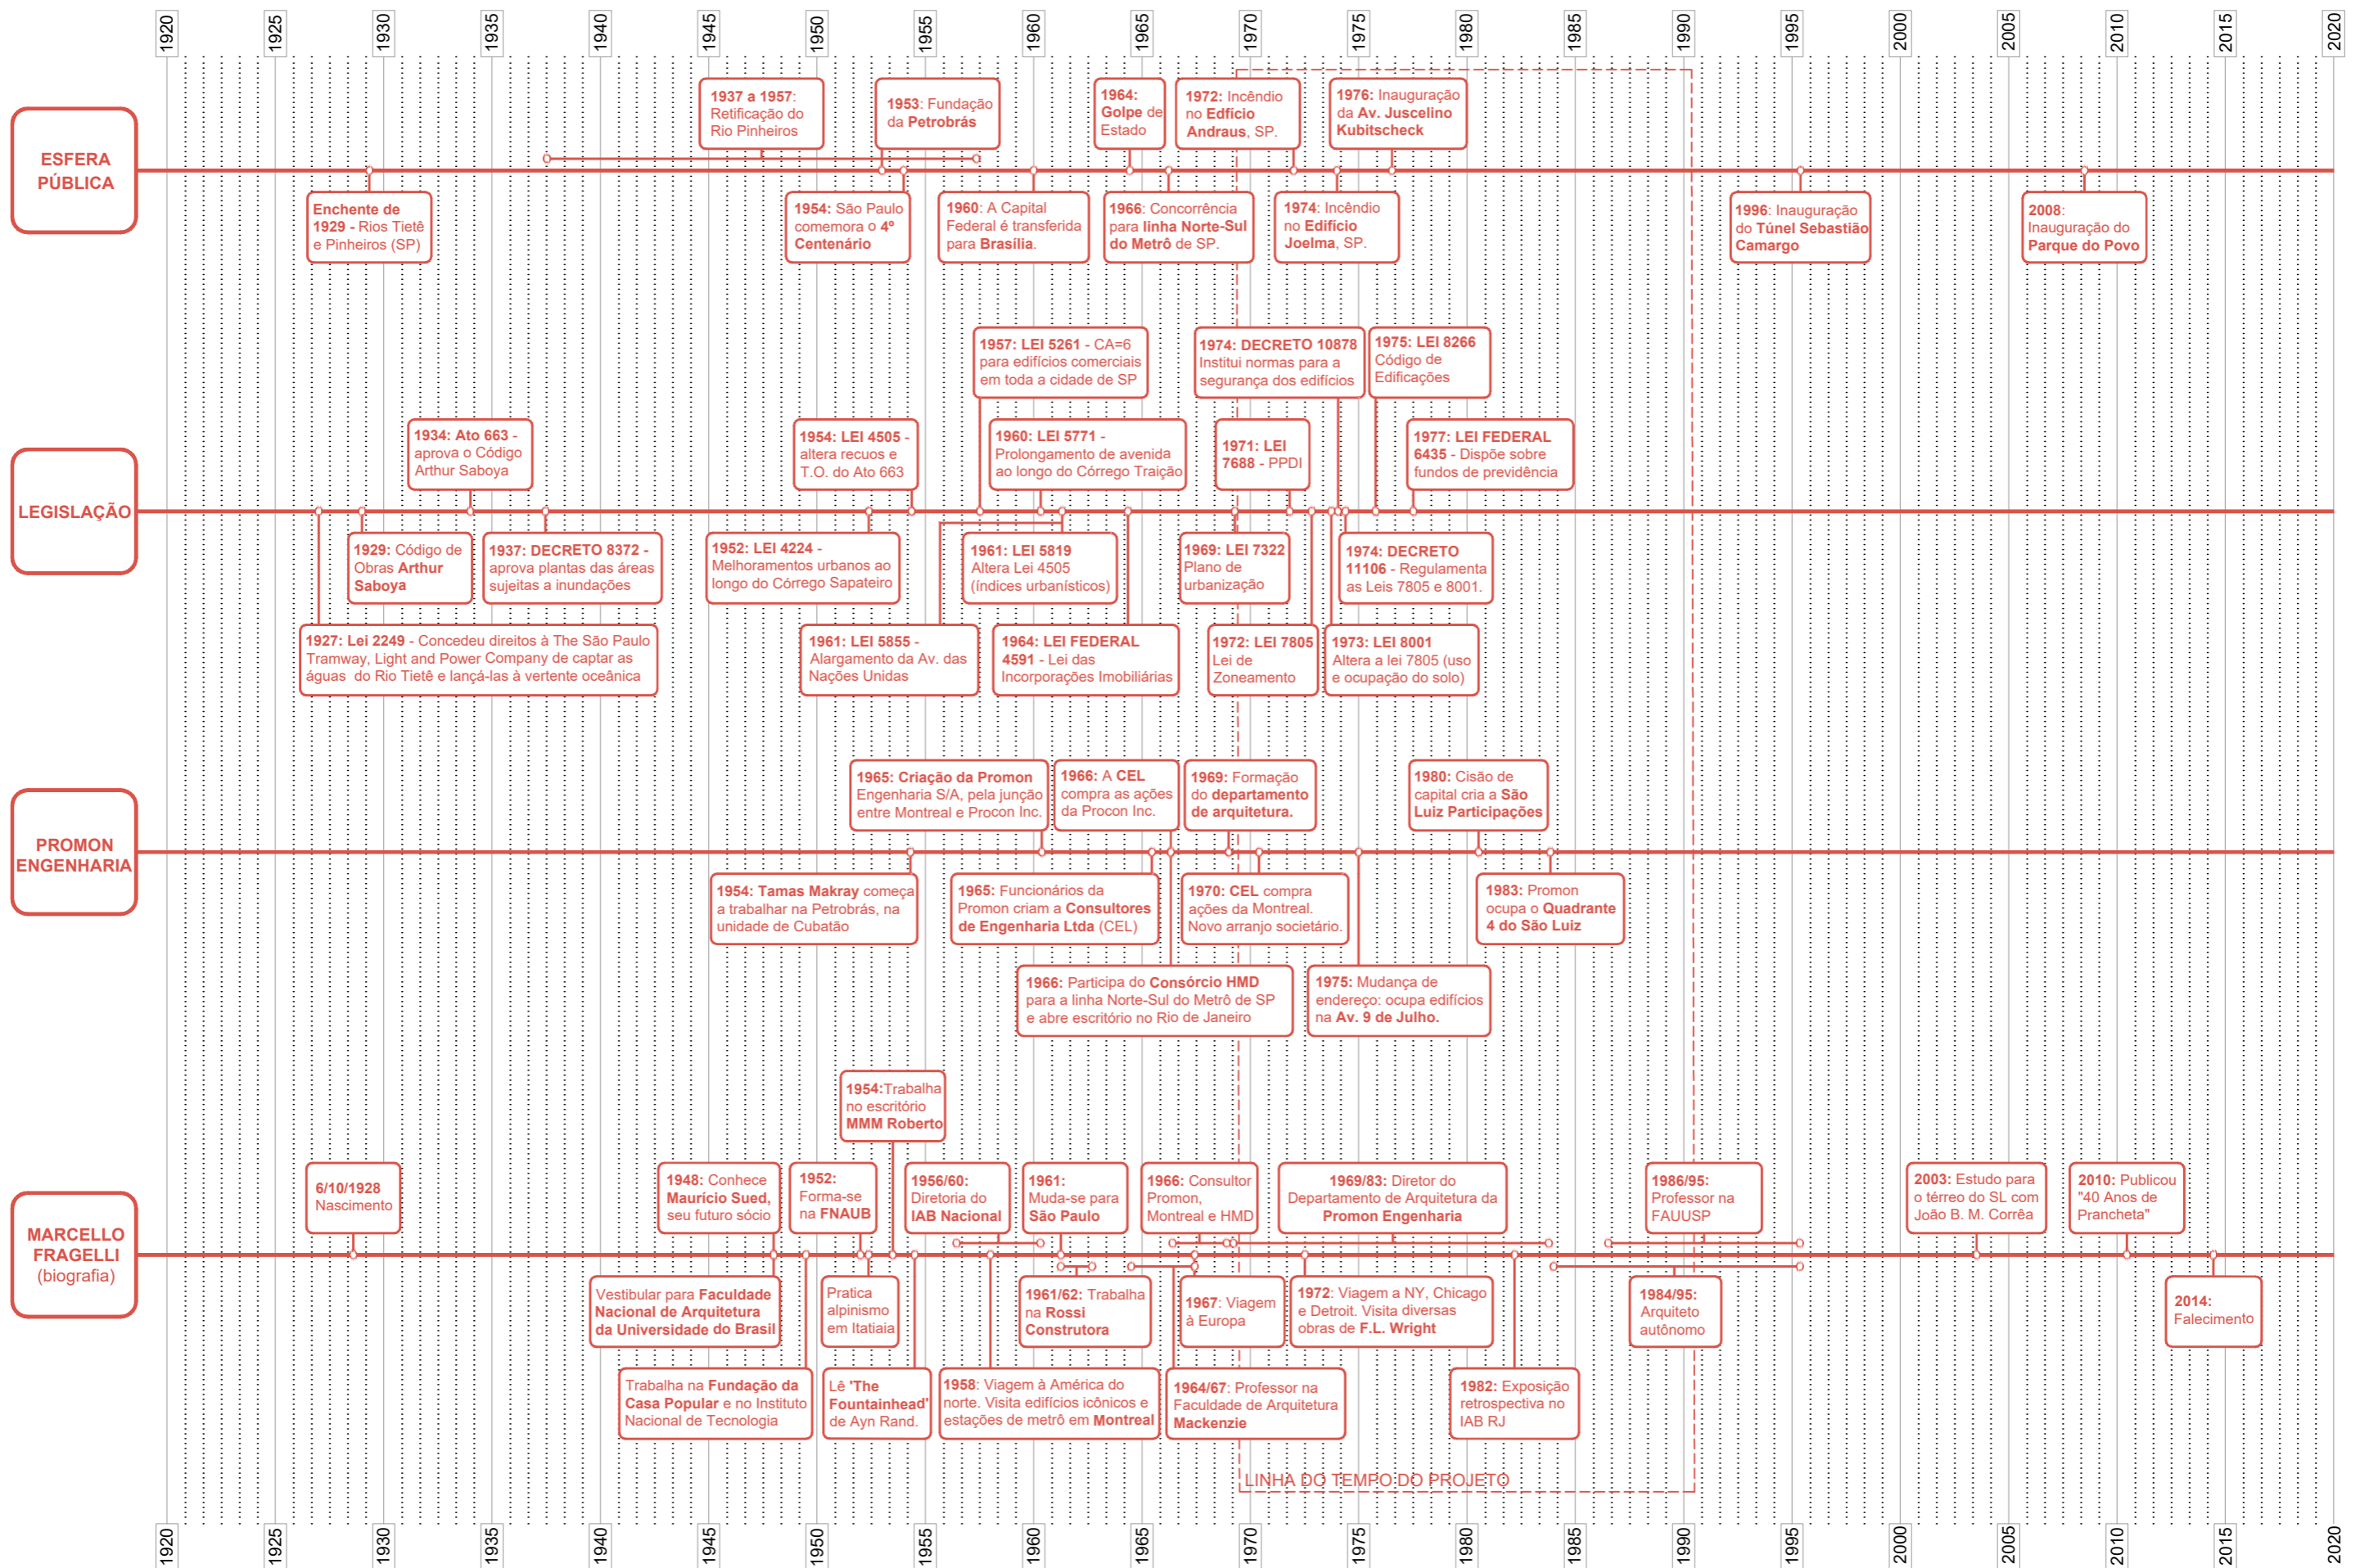 1920
1925
1930
1935
1940
1945
1950
1955
1960
1965
1970
1975
1980
1985
1990
1995
2000
2005
2010
2015
2020
ESFERA
PÚBLICA
1937 a 1957:
Retificação do
Rio Pinheiros
1953: Fundação
da Petrobrás
1964:
Golpe de
Estado
1972: Incêndio
no Edfício
Andraus, SP.
1976: Inauguração
da Av. Juscelino
Kubitscheck
Enchente de
1929 - Rios Tietê
e Pinheiros (SP)
1954: São Paulo
comemora o 4º
Centenário
1960: A Capital
Federal é transferida
para Brasília.
1966: Concorrência
para linha Norte-Sul
do Metrô de SP.
1974: Incêndio
no Edifício
Joelma, SP.
1996: Inauguração
do Túnel Sebastião
Camargo
2008:
Inauguração do
Parque do Povo
LEGISLAÇÃO
1957: LEI 5261 - CA=6
para edifícios comerciais
em toda a cidade de SP
1974: DECRETO 10878
Institui normas para a
segurança dos edifícios
1975: LEI 8266
Código de
Edificações
1934: Ato 663 -
aprova o Código
Arthur Saboya
1954: LEI 4505 -
altera recuos e
T.O. do Ato 663
1960: LEI 5771 -
Prolongamento de avenida
ao longo do Córrego Traição
1971: LEI
7688 - PPDI
1977: LEI FEDERAL
6435 - Dispõe sobre
fundos de previdência
1929: Código de
Obras Arthur
Saboya
1937: DECRETO 8372 -
aprova plantas das áreas
sujeitas a inundações
1952: LEI 4224 -
Melhoramentos urbanos ao
longo do Córrego Sapateiro
1961: LEI 5819
Altera Lei 4505
(índices urbanísticos)
1969: LEI 7322
Plano de
urbanização
1974: DECRETO
11106 - Regulamenta
as Leis 7805 e 8001.
1927: Lei 2249 - Concedeu direitos à The São Paulo
Tramway, Light and Power Company de captar as
águas do Rio Tietê e lançá-las à vertente oceânica
1961: LEI 5855 -
Alargamento da Av. das
Nações Unidas
1964: LEI FEDERAL
4591 - Lei das
Incorporações Imobiliárias
1972: LEI 7805
Lei de
Zoneamento
1973: LEI 8001
Altera a lei 7805 (uso
e ocupação do solo)
PROMON
ENGENHARIA
1965: Criação da Promon
Engenharia S/A, pela junção
entre Montreal e Procon Inc.
1966: A CEL
compra as ações
da Procon Inc.
1969: Formação
do departamento
de arquitetura.
1980: Cisão de
capital cria a São
Luiz Participações
1954: Tamas Makray começa
a trabalhar na Petrobrás, na
unidade de Cubatão
1965: Funcionários da
Promon criam a Consultores
de Engenharia Ltda (CEL)
1970: CEL compra
ações da Montreal.
Novo arranjo societário.
1983: Promon
ocupa o Quadrante
4 do São Luiz
1966: Participa do Consórcio HMD
para a linha Norte-Sul do Metrô de SP
e abre escritório no Rio de Janeiro
1975: Mudança de
endereço: ocupa edifícios
na Av. 9 de Julho.
MARCELLO
FRAGELLI
(biografia)
1954:Trabalha
no escritório
MMM Roberto
6/10/1928
Nascimento
1948: Conhece
Maurício Sued,
seu futuro sócio
1952:
Forma-se
na FNAUB
1956/60:
Diretoria do
IAB Nacional
1961:
Muda-se para
São Paulo
1966: Consultor
Promon,
Montreal e HMD
1969/83: Diretor do
Departamento de Arquitetura da
Promon Engenharia
1986/95:
Professor na
FAUUSP
2003: Estudo para
o térreo do SL com
João B. M. Corrêa
2010: Publicou
"40 Anos de
Prancheta"
Vestibular para Faculdade
Nacional de Arquitetura
da Universidade do Brasil
Pratica
alpinismo
em Itatiaia
1961/62: Trabalha
na Rossi
Construtora
1967: Viagem
à Europa
1972: Viagem a NY, Chicago
e Detroit. Visita diversas
obras de F.L. Wright
1984/95:
Arquiteto
autônomo
2014:
Falecimento
Trabalha na Fundação da
Casa Popular e no Instituto
Nacional de Tecnologia
Lê 'The
Fountainhead'
de Ayn Rand.
1958: Viagem à América do
norte. Visita edifícios icônicos e
estações de metrô em Montreal
1964/67: Professor na
Faculdade de Arquitetura
Mackenzie
1982: Exposição
retrospectiva no
IAB RJ
LINHA DO TEMPO DO PROJETO
1920
1925
1930
1935
1940
1945
1950
1955
1960
1965
1970
1975
1980
1985
1990
1995
2000
2005
2010
2015
2020